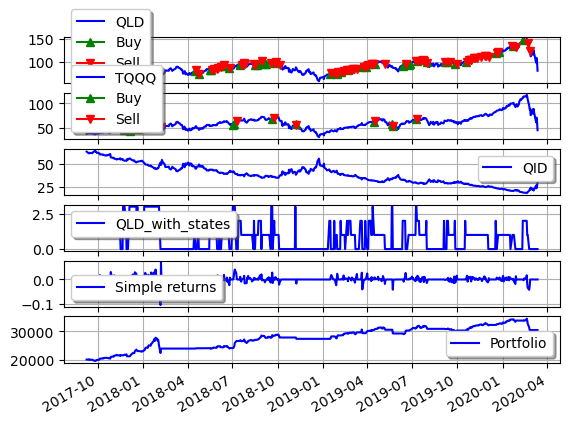 QLD
Buy
Sell
150
100
TQQQ
Buy
Sell
100
50
QID
50
25
QLD_with_states
2.5
0.0
Simple returns
0.0
−0.1
Portfolio
30000
20000
2017-10 2018-01 2018-04 2018-07 2018-10 2019-01 2019-04 2019-07 2019-10 2020-01 2020-04